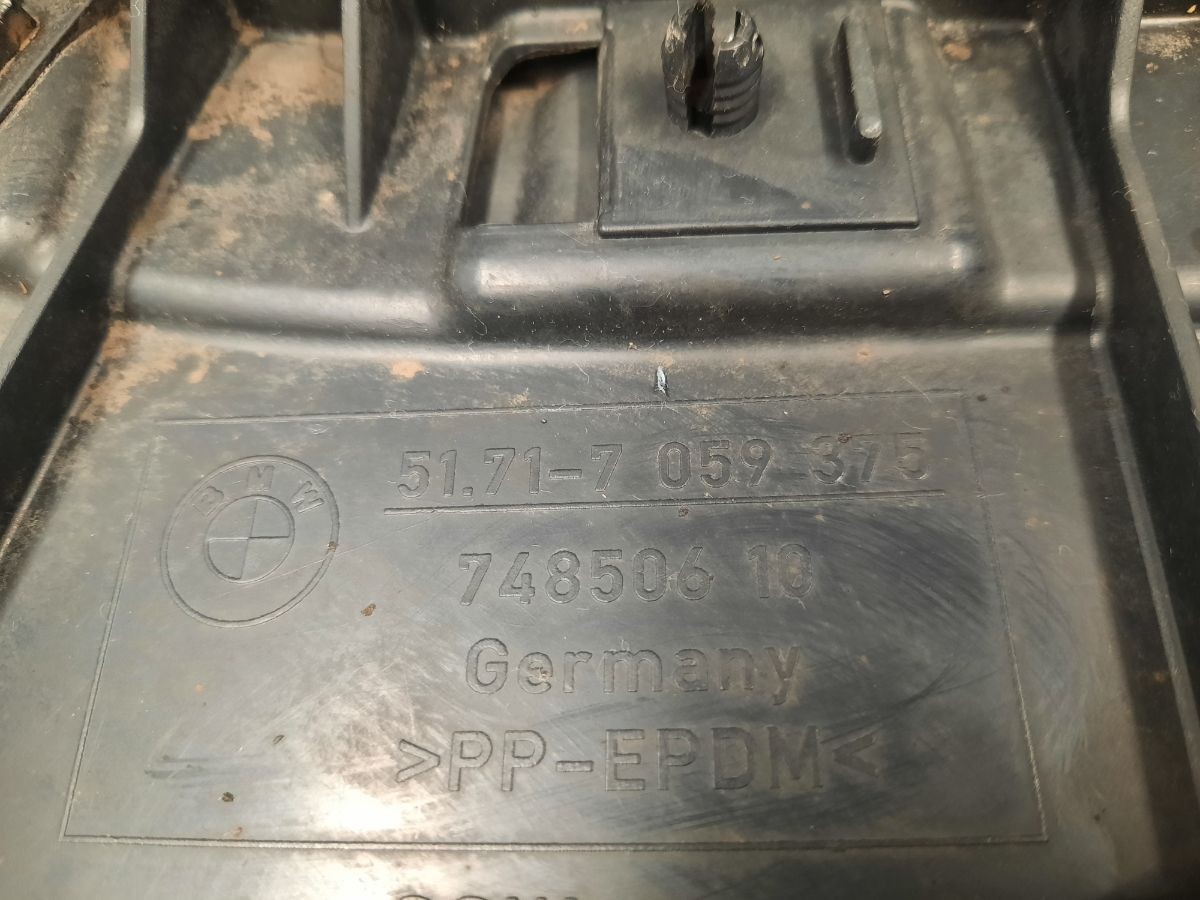 BMW
51.71-7 059 375
748506 10
Germany
>PP-EPDM<